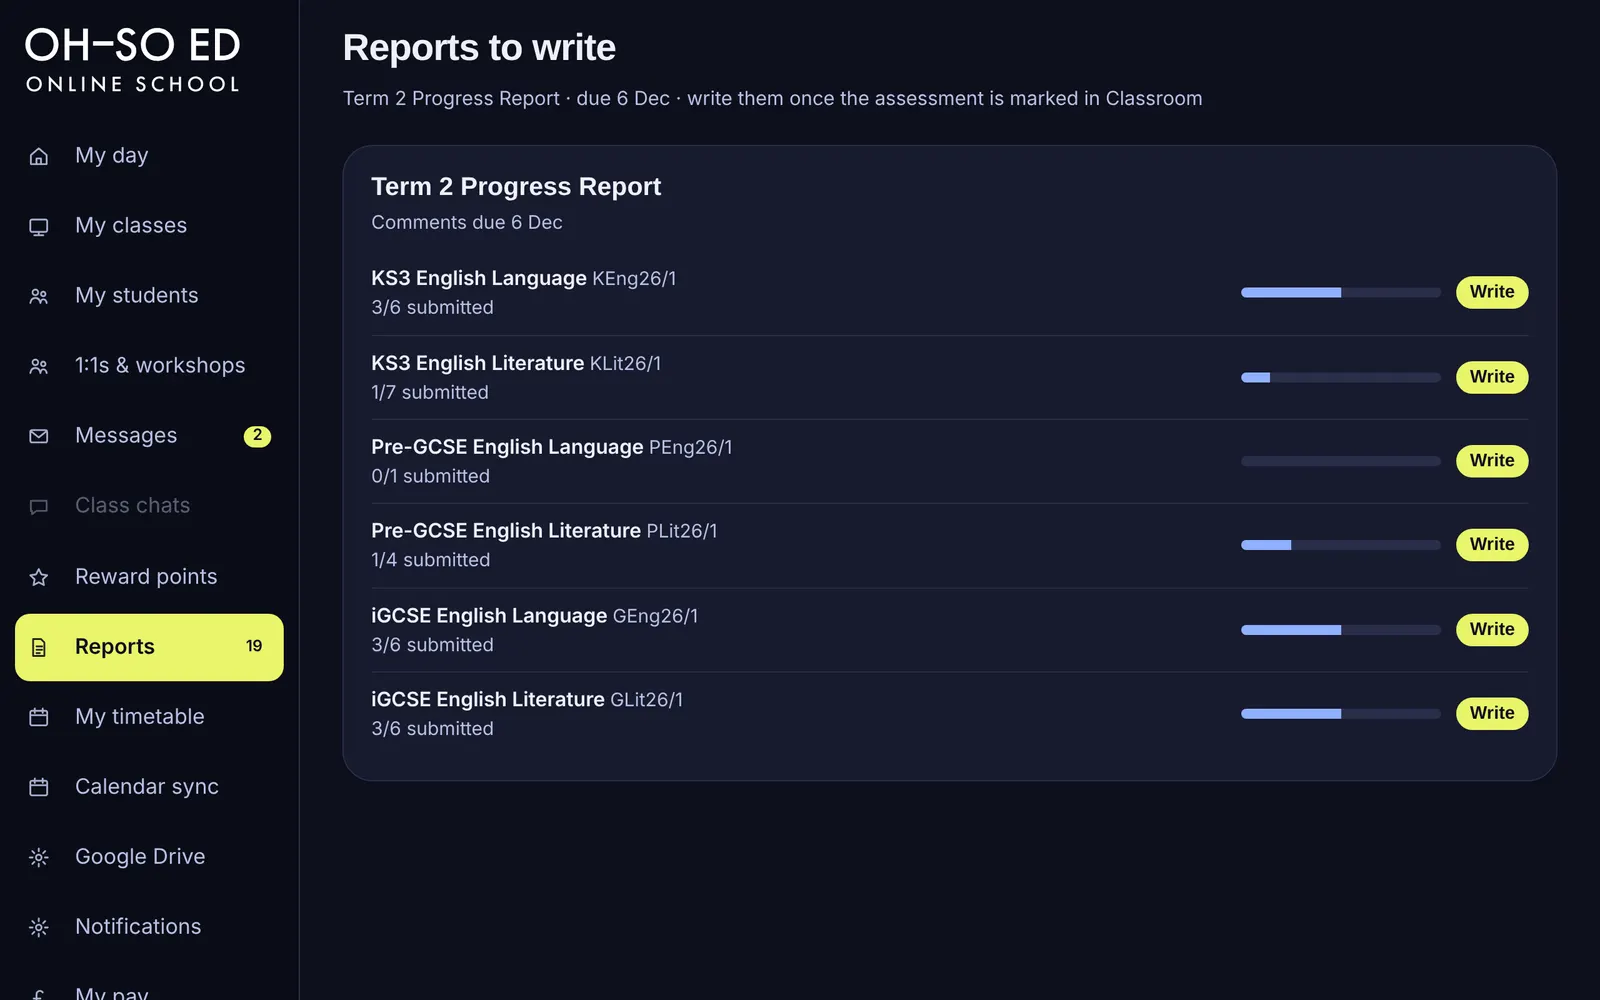 OH-SO ED
ONLINE SCHOOL
My day
My classes
My students
1:1s & workshops
Messages 2
Class chats
Reward points
Reports 19
My timetable
Calendar sync
Google Drive
Notifications
My pay
Reports to write
Term 2 Progress Report · due 6 Dec · write them once the assessment is marked in Classroom
Term 2 Progress Report
Comments due 6 Dec
KS3 English Language KEng26/1
3/6 submitted
Write
KS3 English Literature KLit26/1
1/7 submitted
Write
Pre-GCSE English Language PEng26/1
0/1 submitted
Write
Pre-GCSE English Literature PLit26/1
1/4 submitted
Write
iGCSE English Language GEng26/1
3/6 submitted
Write
iGCSE English Literature GLit26/1
3/6 submitted
Write